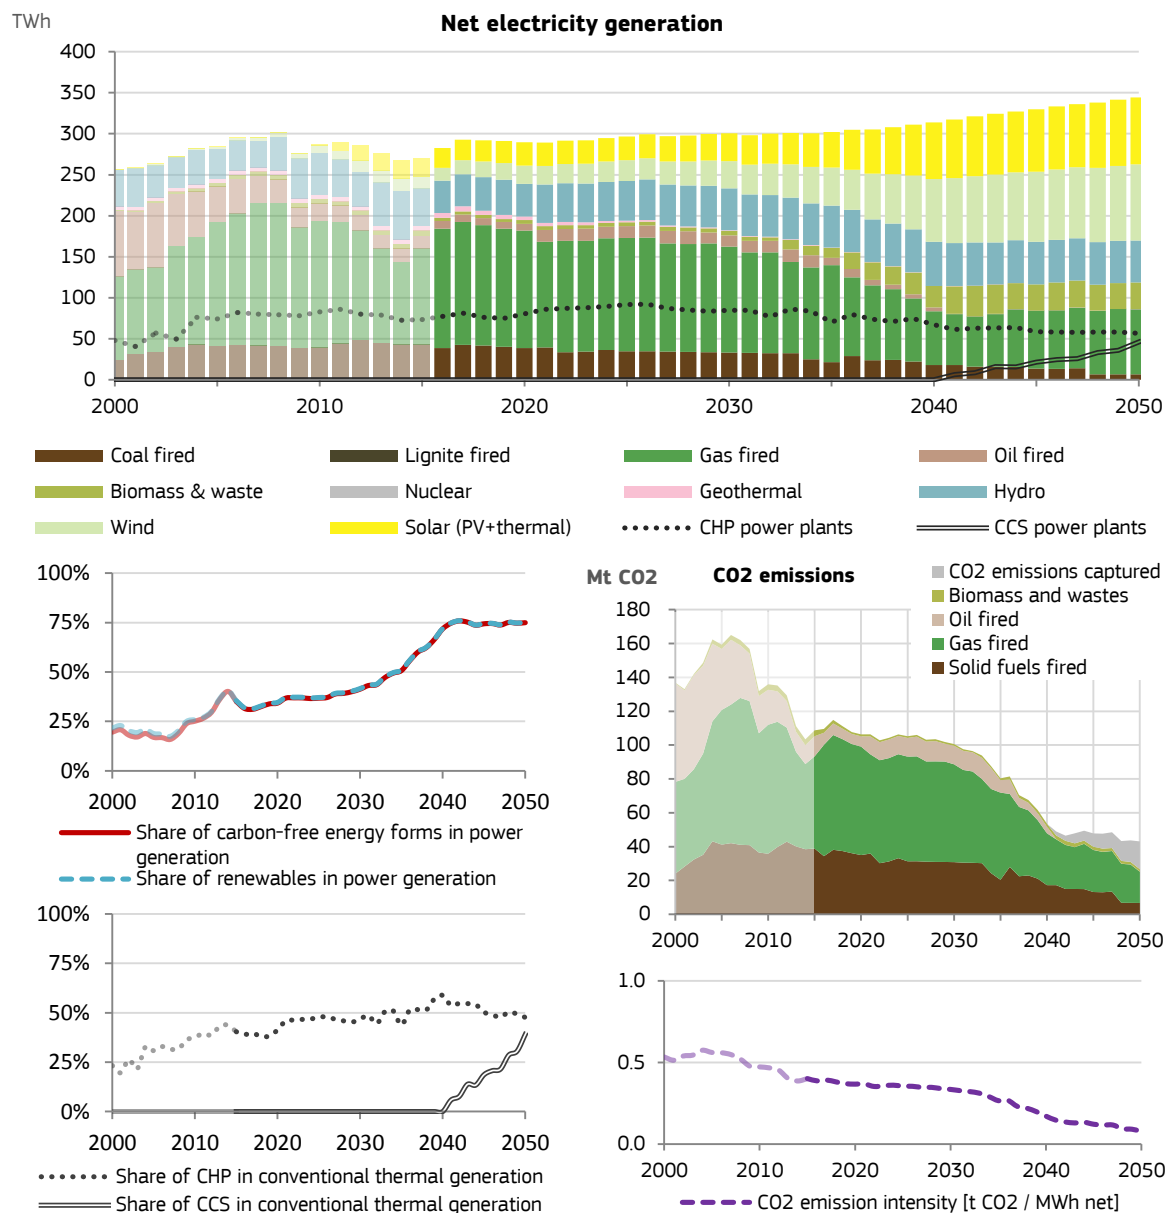 TWh
Net electricity generation
400
350
300
250
200
150
100
50
0
2000 2010 2020 2030 2040 2050
Coal fired Lignite fired Gas fired Oil fired
Biomass & waste Nuclear Geothermal Hydro
Wind Solar (PV+thermal) CHP power plants CCS power plants
100%
75%
50%
25%
0%
2000 2010 2020 2030 2040 2050
Share of carbon-free energy forms in power
generation
Share of renewables in power generation
Mt CO2
CO2 emissions
CO2 emissions captured
Biomass and wastes
Oil fired
Gas fired
Solid fuels fired
180
160
140
120
100
80
60
40
20
0
2000 2010 2020 2030 2040 2050
100%
75%
50%
25%
0%
2000 2010 2020 2030 2040 2050
Share of CHP in conventional thermal generation
Share of CCS in conventional thermal generation
1.0
0.5
0.0
2000 2010 2020 2030 2040 2050
CO2 emission intensity [t CO2 / MWh net]